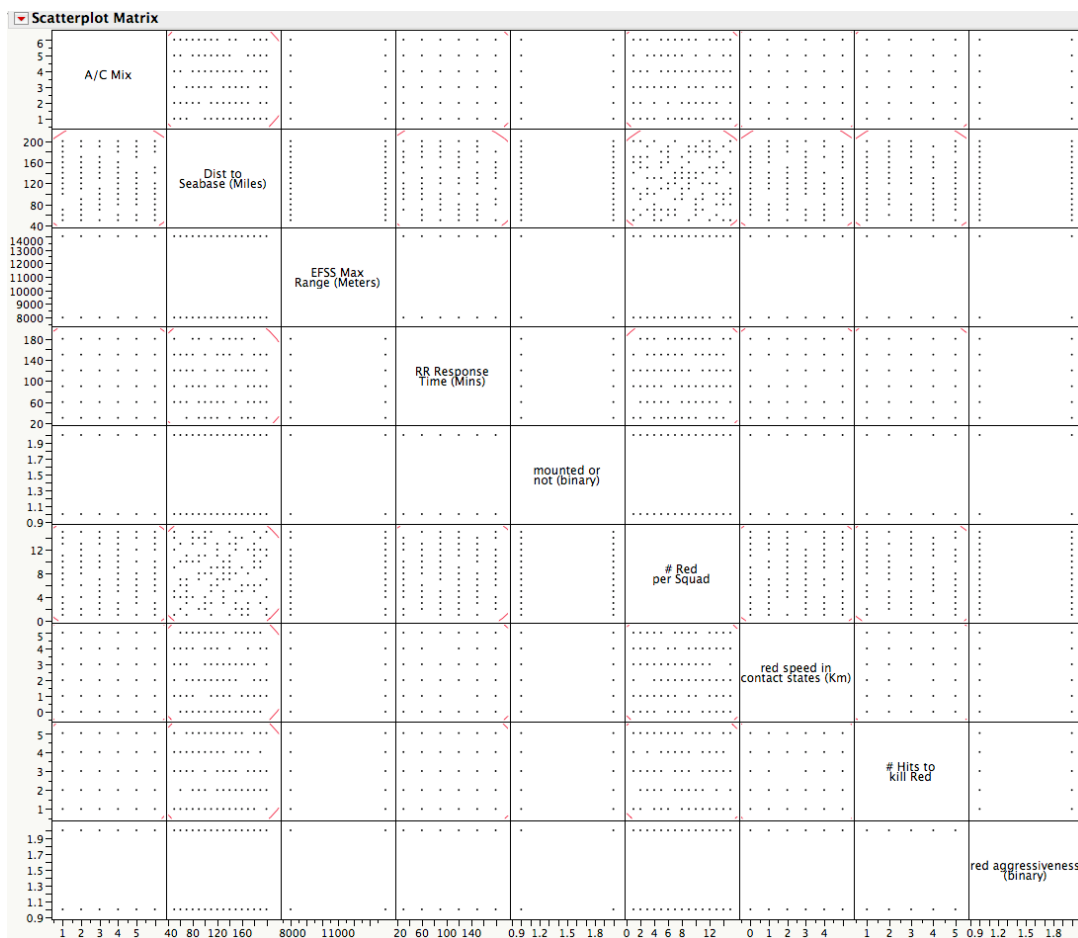 Scatterplot Matrix
6
5
4
3
2
1
A/C Mix
200
160
120
80
40
Dist to
Seabase (Miles)
14000
13000
12000
11000
10000
9000
8000
EFSS Max
Range (Meters)
180
140
100
60
20
RR Response
Time (Mins)
1.9
1.7
1.5
1.3
1.1
0.9
mounted or
not (binary)
12
8
4
0
# Red
per Squad
5
4
3
2
1
0
red speed in
contact states (Km)
5
4
3
2
1
# Hits to
kill Red
1.9
1.7
1.5
1.3
1.1
0.9
red aggressiveness
(binary)
1 2 3 4 5 40 80 120 160 8000 11000 20 60 100 140 0.9 1.2 1.5 1.8 0 2 4 6 8 12 0 1 2 3 4 1 2 3 4 5 0.9 1.2 1.5 1.8